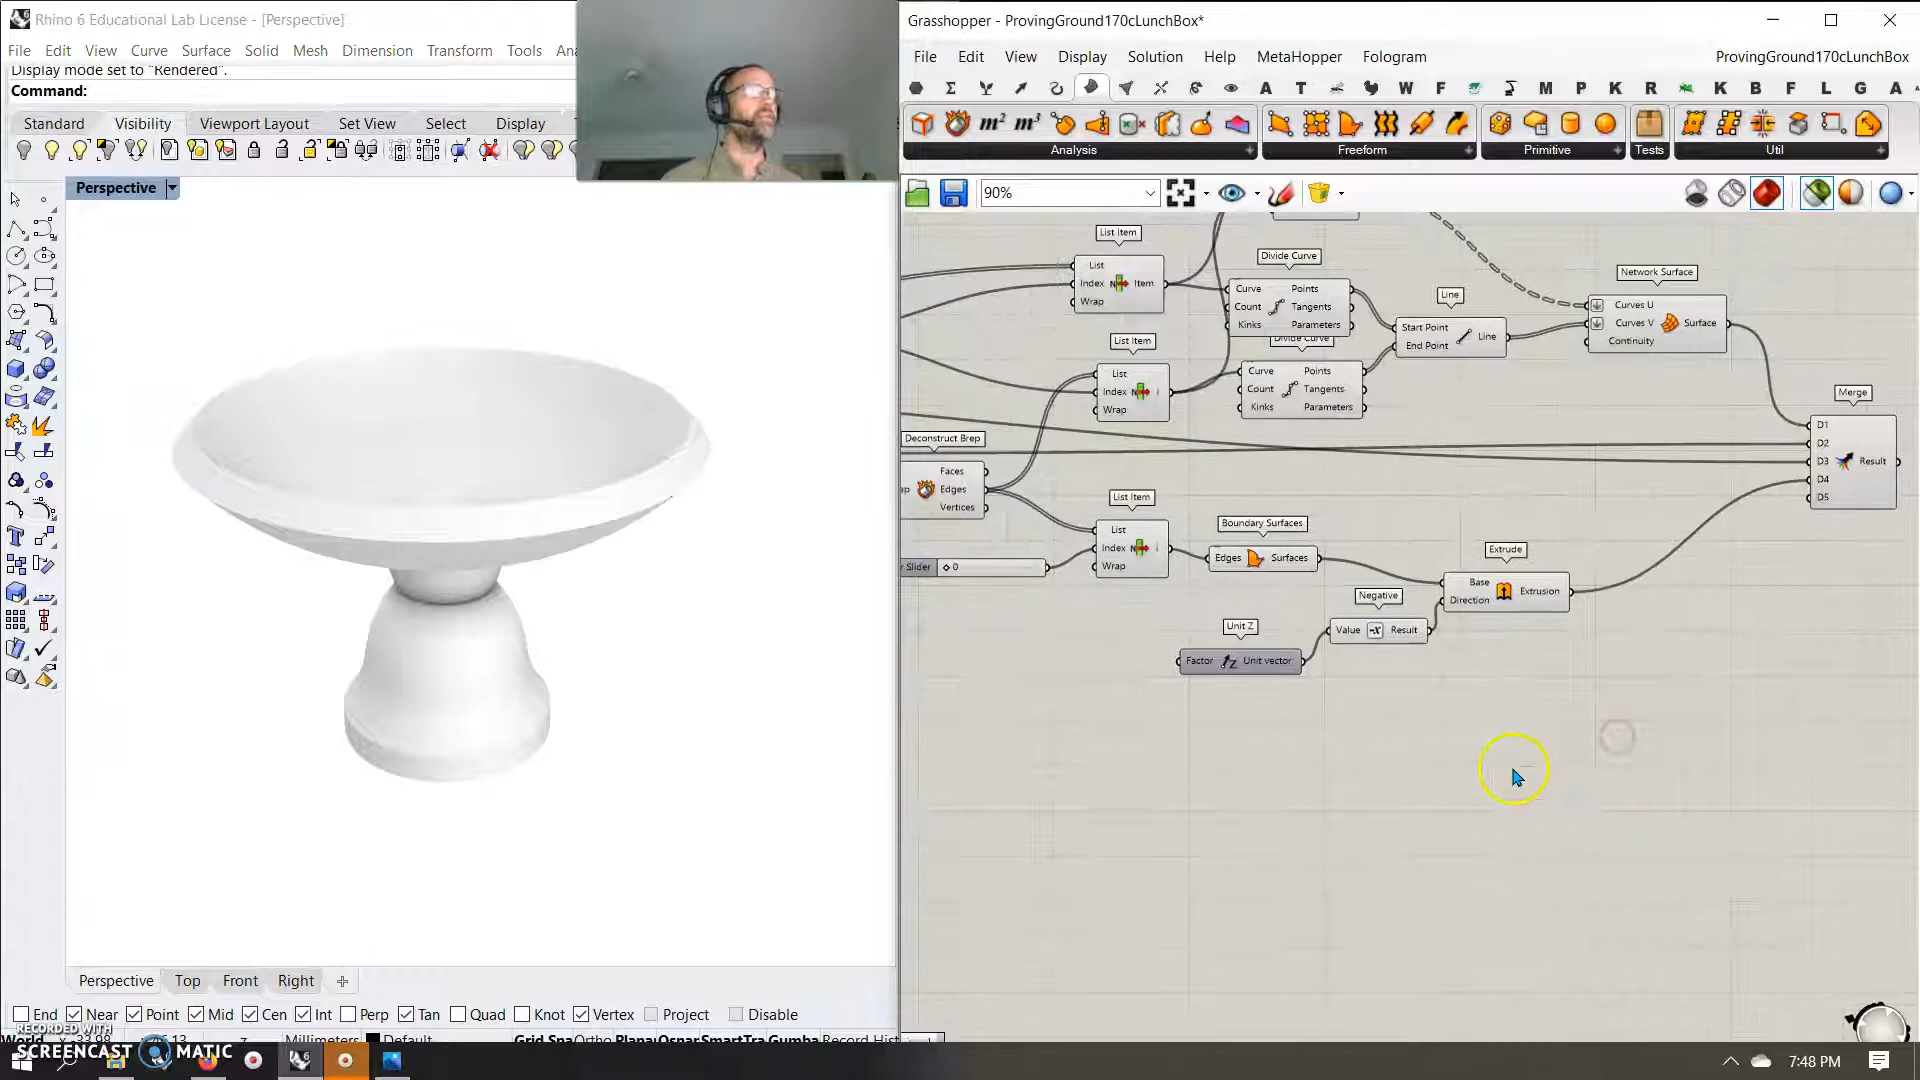 Rhino 6 Educational Lab License - [Perspective]
File Edit View Curve Surface Solid Mesh Dimension Transform Tools Ana
Display mode set to "Rendered".
Command:
Standard Visibility Viewport Layout Set View Select Display
Perspective
Perspective Top Front Right
End Near Point Mid Cen Int Perp Tan Quad Knot Vertex Project Disable
Millimeters Default
RECORDED WITH
SCREENCAST MATIC
Grasshopper - ProvingGround170cLunchBox*
File Edit View Display Solution Help MetaHopper Fologram ProvingGround170cLunchBox
Analysis Freeform Primitive Tests Util
90%
List Item
List
Index Item
Wrap
Divide Curve
Curve Points
Count Tangents
Kinks Parameters
Line
Start Point
End Point
Line
Network Surface
Curves U
Curves V Surface
Continuity
List Item
List
Index i
Wrap
Divide Curve
Curve Points
Count Tangents
Kinks Parameters
Merge
D1
D2
D3 Result
D4
D5
Deconstruct Brep
Faces
Edges
Vertices
List Item
List
Index i
Wrap
Slider 0
Boundary Surfaces
Edges Surfaces
Extrude
Base
Direction
Extrusion
Negative
Value -x Result
Unit Z
Factor Z Unit vector
7:48 PM